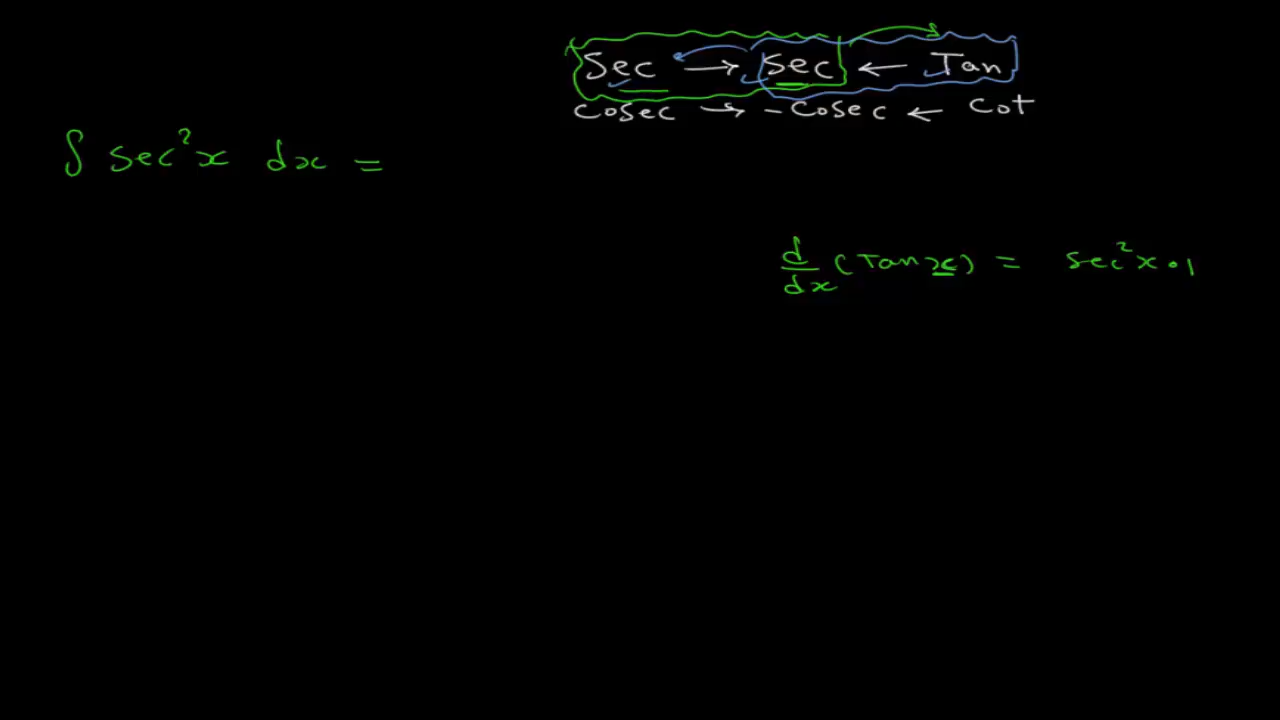 Sec → Sec ← Tan
Cosec → - Cosec ← Cot
∫ Sec²x dx =
d/dx (Tan x) = Sec²x • 1